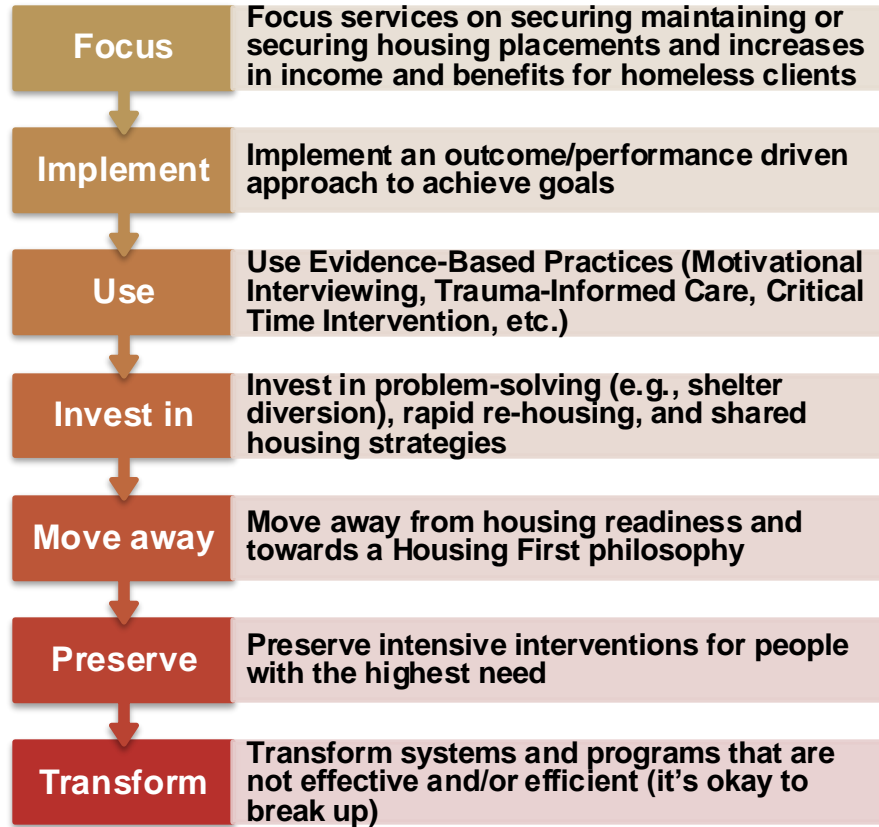 Focus
Focus services on securing maintaining or
securing housing placements and increases
in income and benefits for homeless clients
Implement
Implement an outcome/performance driven
approach to achieve goals
Use
Use Evidence-Based Practices (Motivational
Interviewing, Trauma-Informed Care, Critical
Time Intervention, etc.)
Invest in
Invest in problem-solving (e.g., shelter
diversion), rapid re-housing, and shared
housing strategies
Move away
Move away from housing readiness and
towards a Housing First philosophy
Preserve
Preserve intensive interventions for people
with the highest need
Transform
Transform systems and programs that are
not effective and/or efficient (it’s okay to
break up)